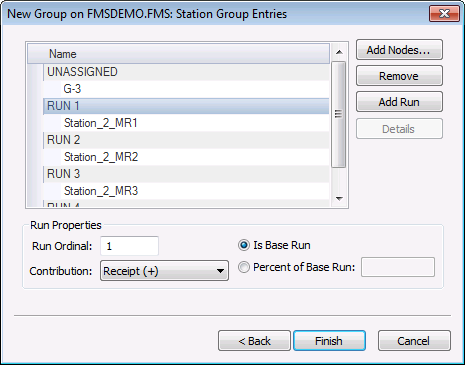 New Group on FMSDEMO.FMS: Station Group Entries
Name
UNASSIGNED
G-3
RUN 1
Station_2_MR1
RUN 2
Station_2_MR2
RUN 3
Station_2_MR3
RUN 4
Add Nodes...
Remove
Add Run
Details
Run Properties
Run Ordinal: 1
Is Base Run
Contribution: Receipt (+)
Percent of Base Run:
< Back
Finish
Cancel